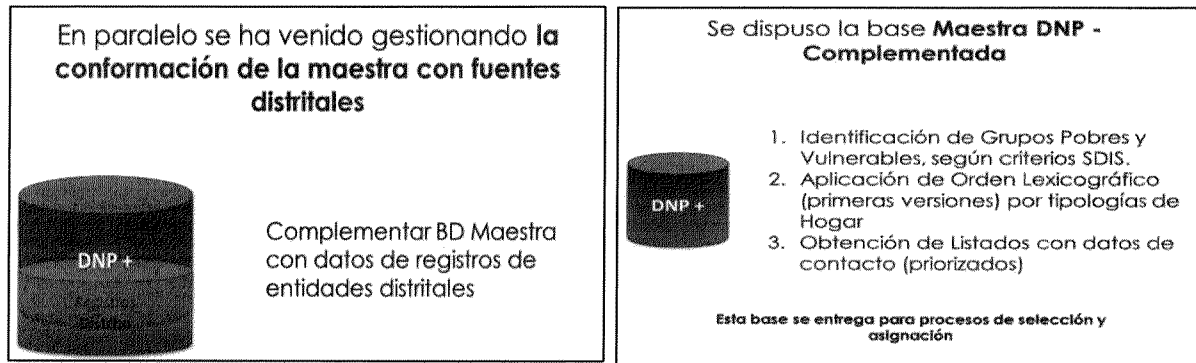 En paralelo se ha venido gestionando la
conformación de la maestra con fuentes
distritales
DNP +
Complementar BD Maestra
con datos de registros de
entidades distritales
Se dispuso la base Maestra DNP -
Complementada
DNP +
1. Identificación de Grupos Pobres y
Vulnerables, según criterios SDIS.
2. Aplicación de Orden Lexicográfico
(primeras versiones) por tipologías de
Hogar
3. Obtención de Listados con datos de
contacto (priorizados)
Esta base se entrega para procesos de selección y
asignación